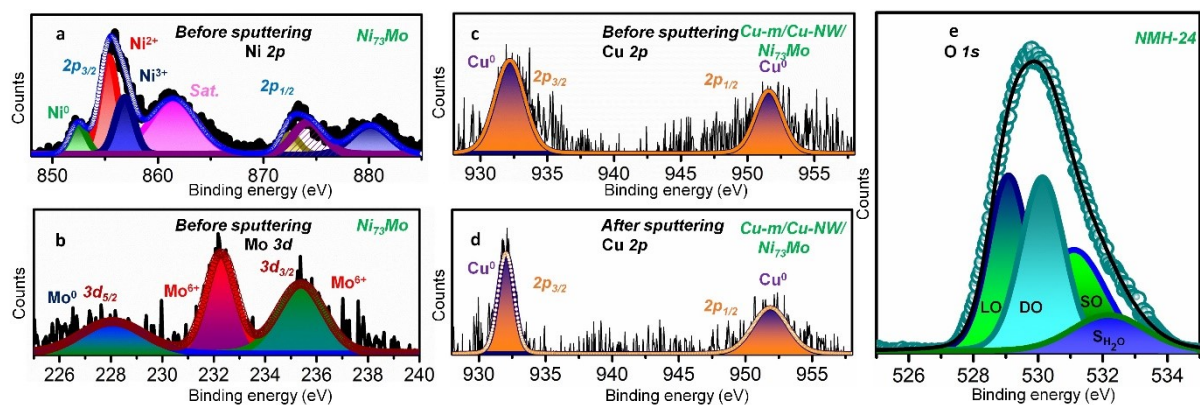 a
Before sputtering
Ni₇₃Mo
Ni 2p
Ni²⁺
2p₃/₂
Ni³⁺
Ni⁰
Sat.
2p₁/₂
Counts
850 860 870 880
Binding energy (eV)
b
Before sputtering
Ni₇₃Mo
Mo 3d
Mo⁰
3d₅/₂
Mo⁶⁺
3d₃/₂
Mo⁶⁺
Counts
226 228 230 232 234 236 238 240
Binding energy (eV)
c
Before sputtering
Cu-m/Cu-NW/
Cu 2p
Ni₇₃Mo
Cu⁰
2p₃/₂
2p₁/₂
Cu⁰
Counts
930 935 940 945 950 955
Binding energy (eV)
d
After sputtering
Cu-m/Cu-NW/
Cu 2p
Ni₇₃Mo
Cu⁰
2p₃/₂
2p₁/₂
Cu⁰
Counts
930 935 940 945 950 955
Binding energy (eV)
e
O 1s
NMH-24
LO
DO
SO
S_H₂O
Counts
526 528 530 532 534
Binding energy (eV)